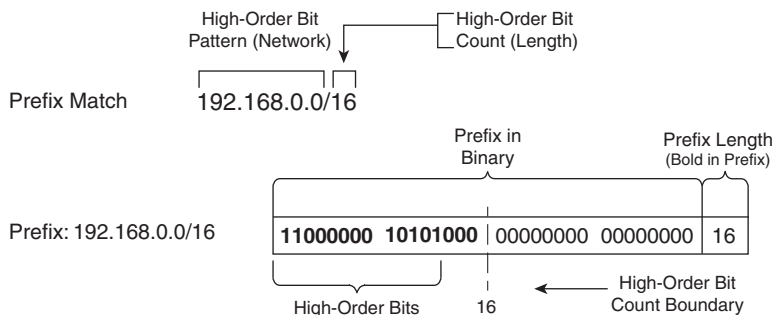 High-Order Bit
Pattern (Network)
High-Order Bit
Count (Length)
Prefix Match
192.168.0.0/16
Prefix in
Binary
Prefix Length
(Bold in Prefix)
Prefix: 192.168.0.0/16
11000000 10101000 00000000 00000000 16
High-Order Bits
16
High-Order Bit
Count Boundary